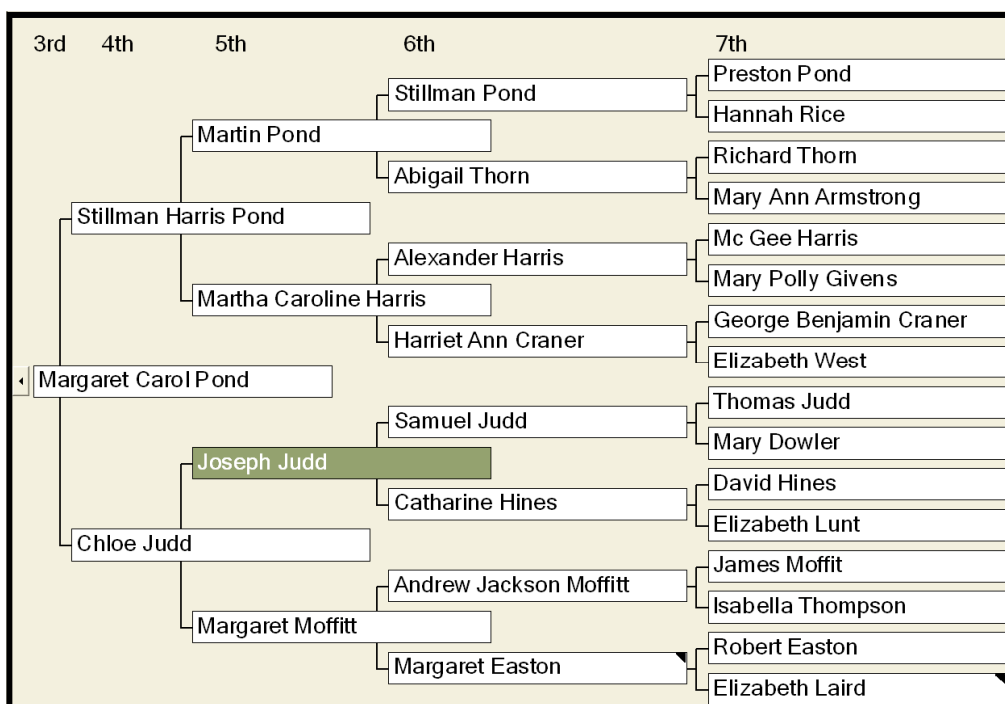 3rd 4th 5th 6th 7th
Preston Pond
Stillman Pond
Hannah Rice
Martin Pond
Richard Thorn
Abigail Thorn
Mary Ann Armstrong
Stillman Harris Pond
Mc Gee Harris
Alexander Harris
Mary Polly Givens
Martha Caroline Harris
George Benjamin Craner
Harriet Ann Craner
Elizabeth West
Margaret Carol Pond
Thomas Judd
Samuel Judd
Mary Dowler
Joseph Judd
David Hines
Catharine Hines
Elizabeth Lunt
Chloe Judd
James Moffit
Andrew Jackson Moffitt
Isabella Thompson
Margaret Moffitt
Robert Easton
Margaret Easton
Elizabeth Laird